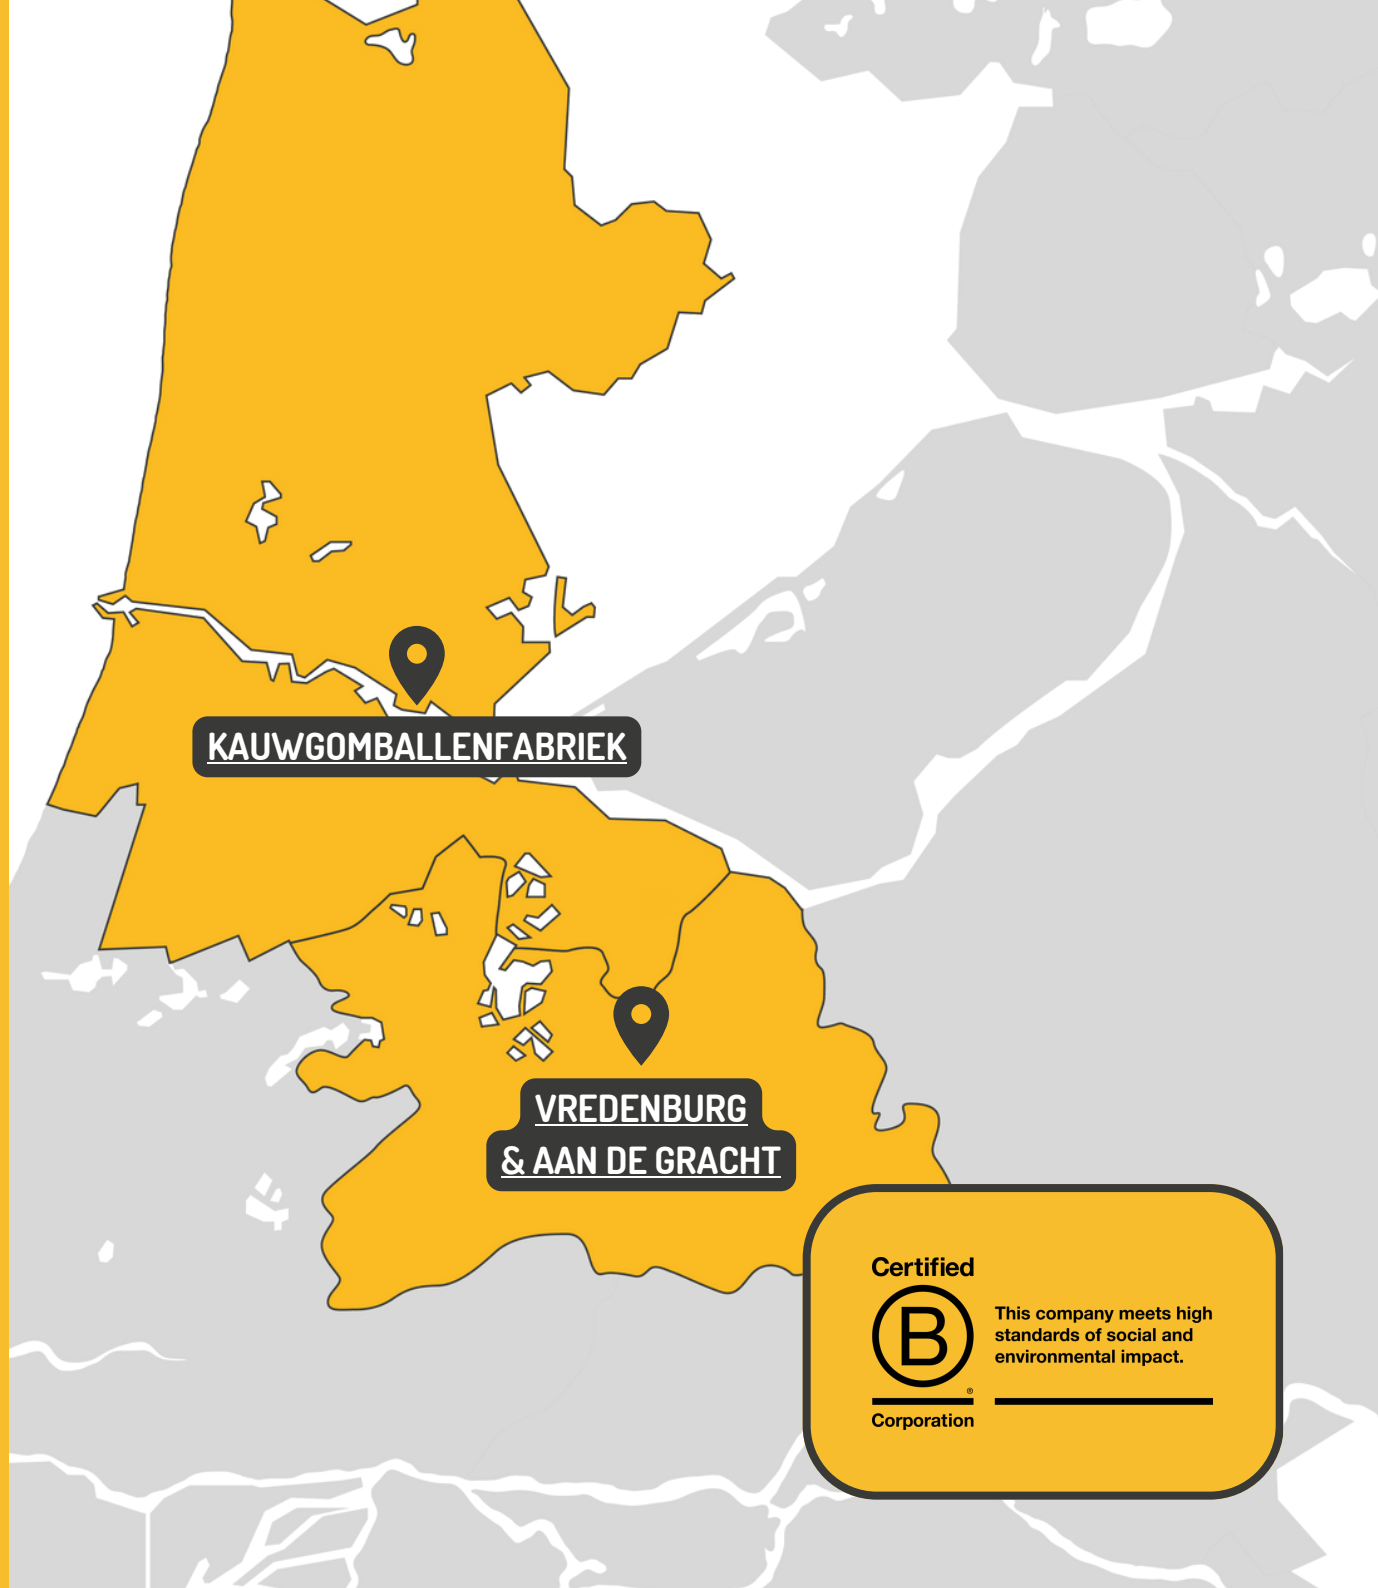 KAUWGOMBALLENFABRIEK
VREDENBURG
& AAN DE GRACHT
Certified
B
®
Corporation
This company meets high
standards of social and
environmental impact.